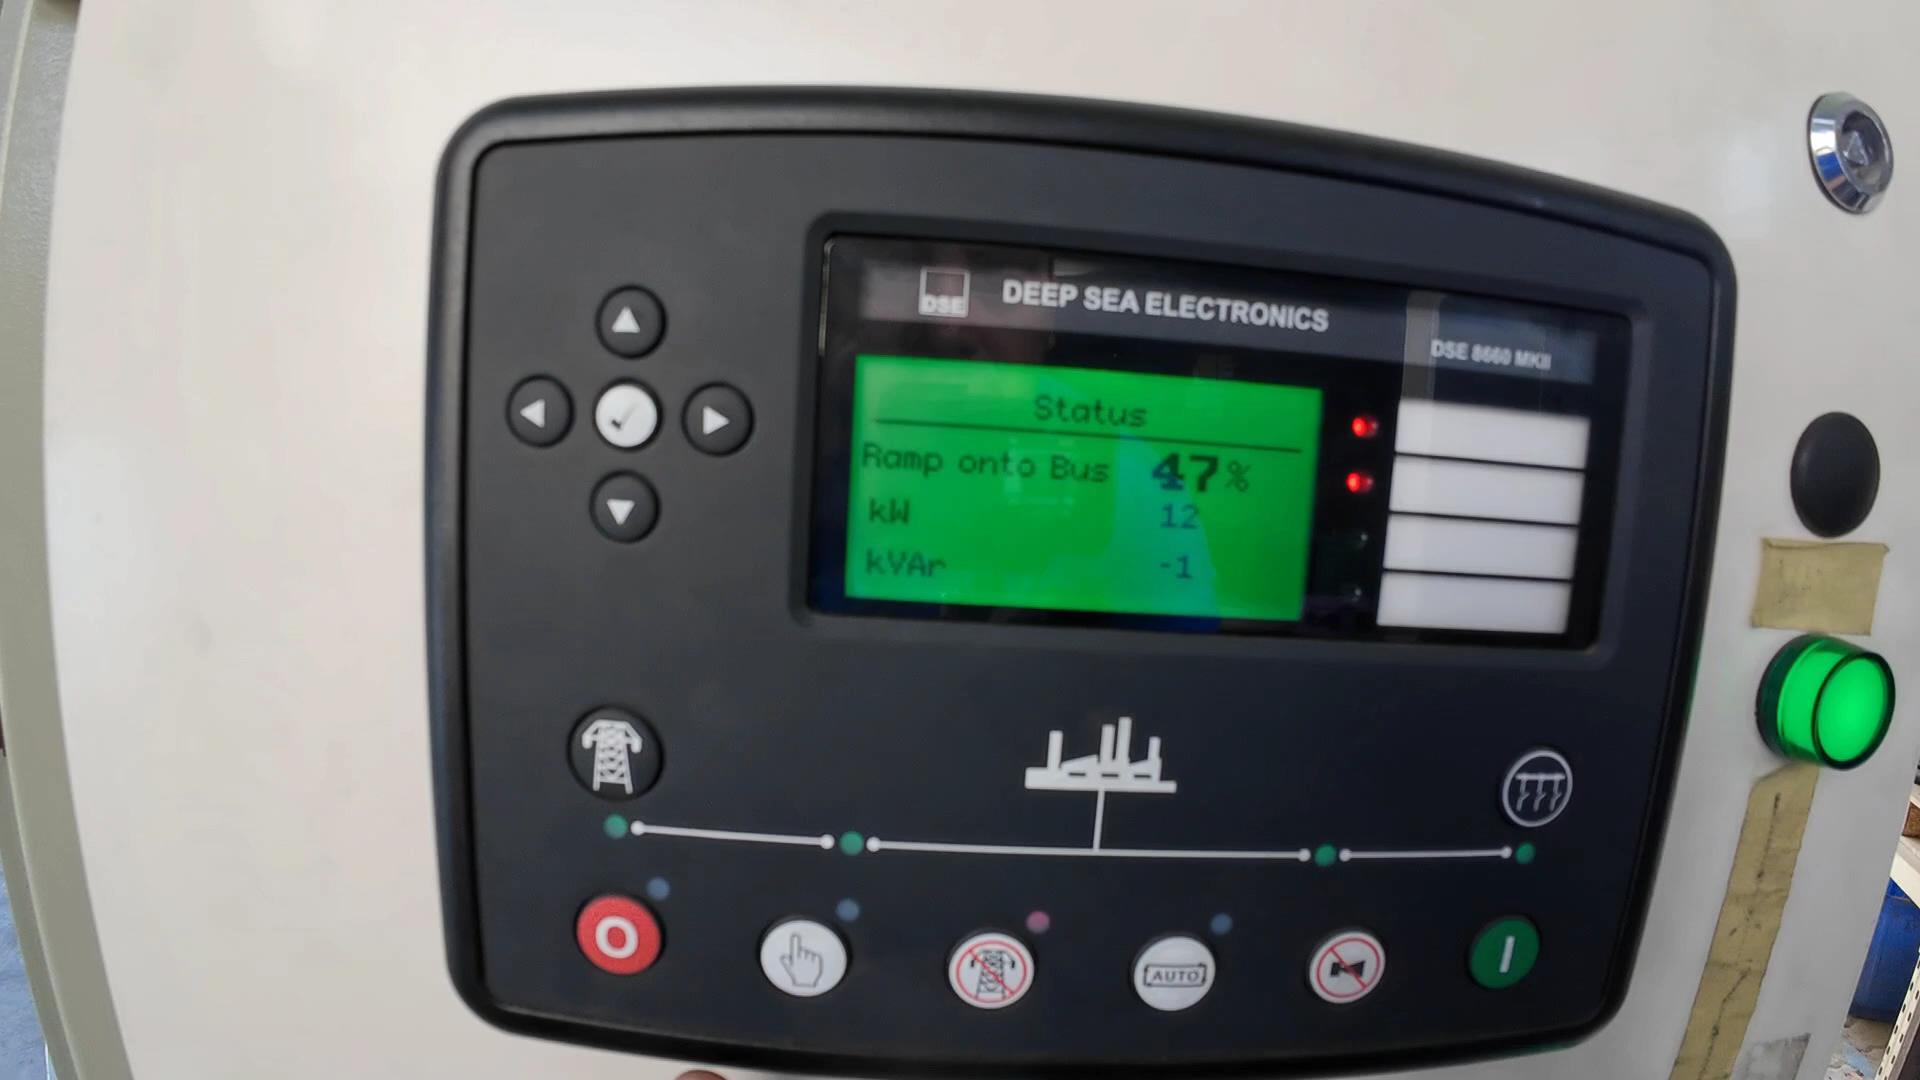 DSE DEEP SEA ELECTRONICS
DSE 8660 MKII
Status
Ramp onto Bus 47%
kW 12
kVAr -1
O
AUTO
I